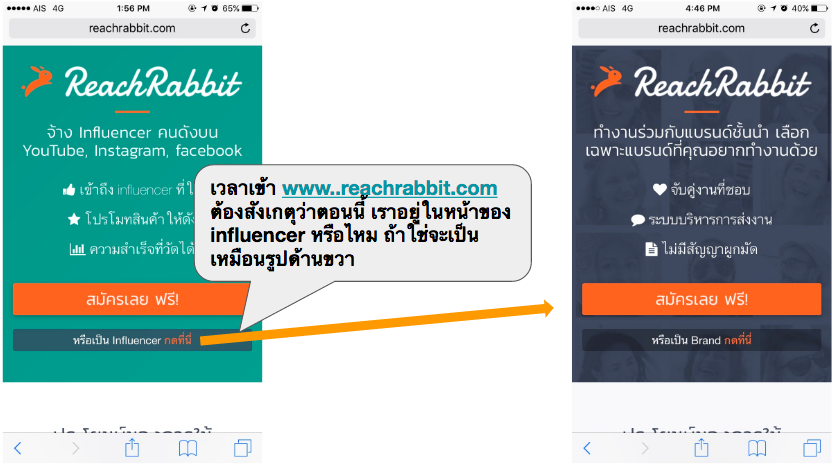 AIS 4G 1:56 PM 65%
reachrabbit.com
ReachRabbit
จ้าง Influencer คนดังบน
YouTube, Instagram, facebook
เข้าถึง influencer ที่
โปรโมทสินค้า ให้ดัง
ความสำเร็จที่วัดได้
สมัครเลย ฟรี!
หรือเป็น Influencer กดที่นี่
เวลาเข้า www..reachrabbit.com
ต้องสังเกตุว่าตอนนี้ เราอยู่ในหน้าของ
influencer หรือไหม ถ้าใช่จะเป็น
เหมือนรูปด้านขวา
AIS 4G 4:46 PM 40%
reachrabbit.com
ReachRabbit
ทำงานร่วมกับแบรนด์ชั้นนำ เลือก
เฉพาะแบรนด์ที่คุณอยากทำงานด้วย
จับคู่งานที่ชอบ
ระบบบริหารการส่งงาน
ไม่มีสัญญาผูกมัด
สมัครเลย ฟรี!
หรือเป็น Brand กดที่นี่